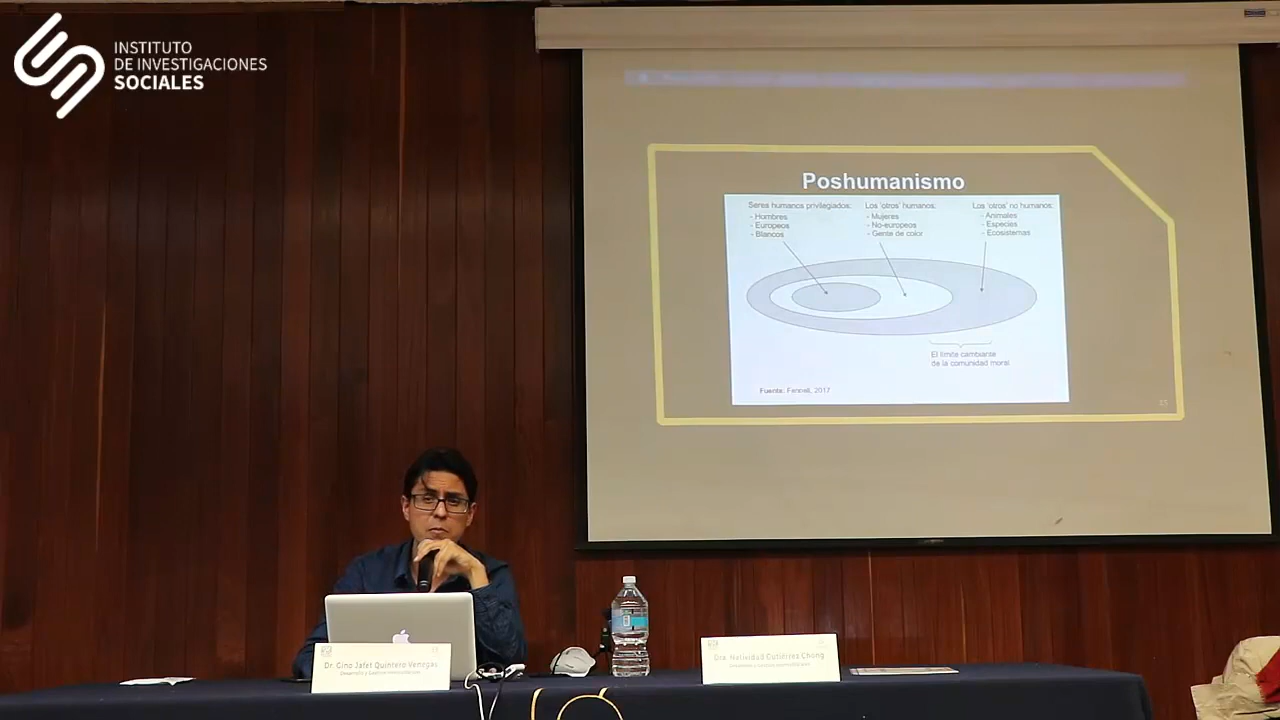 INSTITUTO
DE INVESTIGACIONES
SOCIALES
Poshumanismo
Seres humanos privilegiados:
- Hombres
- Europeos
- Blancos
Los 'otros' humanos:
- Mujeres
- No-europeos
- Gente de color
Los 'otros' no humanos:
- Animales
- Especies
- Ecosistemas
El límite cambiante
de la comunidad moral
Fuente: Fennell, 2017
Dr. Gino Jafet Quintero Venegas
Dra. Natividad Gutiérrez Chong